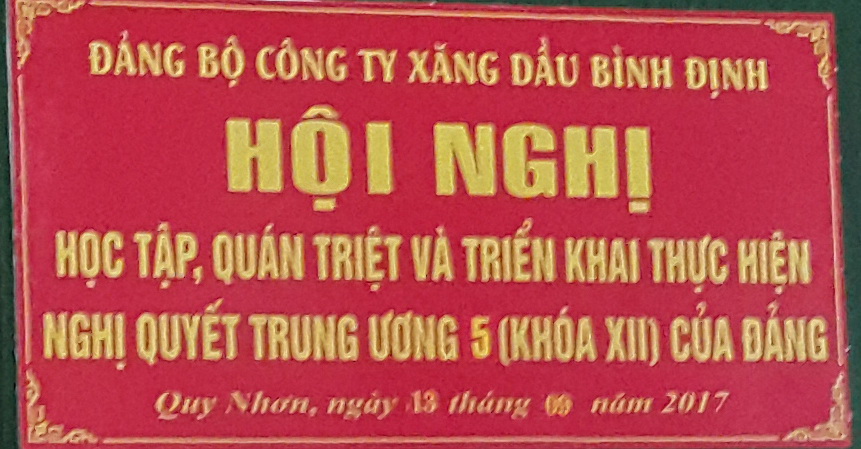 ĐẢNG BỘ CÔNG TY XĂNG DẦU BÌNH ĐỊNH
HỘI NGHỊ
HỌC TẬP, QUÁN TRIỆT VÀ TRIỂN KHAI THỰC HIỆN
NGHỊ QUYẾT TRUNG ƯƠNG 5 (KHÓA XII) CỦA ĐẢNG
Quy Nhơn, ngày 13 tháng 09 năm 2017